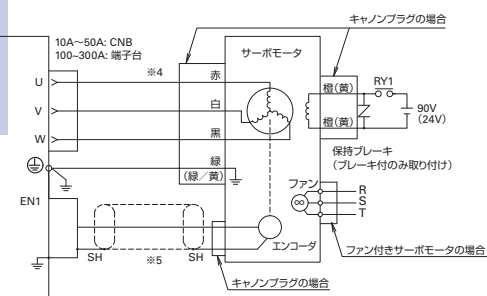 キャノンプラグの場合
10A～50A: CNB
100~300A: 端子台
サーボモータ
※4
U
赤
橙(黄)
RY1
V
白
90V
(24V)
橙(黄)
W
黒
保持ブレーキ
(ブレーキ付のみ取り付け)
緑
(緑／黄)
ファン
R
S
T
EN1
エンコーダ
ファン付きサーボモータの場合
SH
※5
SH
キャノンプラグの場合